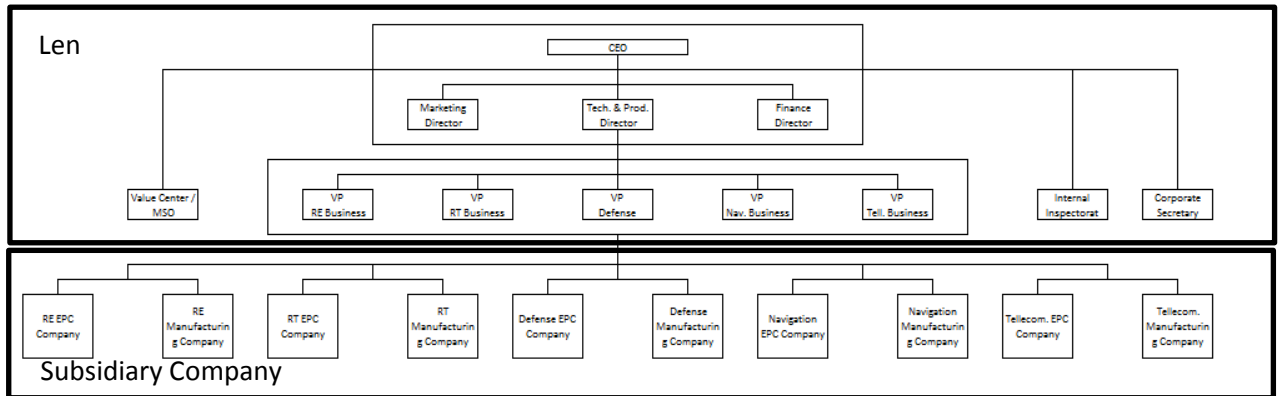 Len
CEO
Marketing
Director
Tech. & Prod.
Director
Finance
Director
Value Center /
MSO
VP
RE Business
VP
RT Business
VP
Defense
VP
Nav. Business
VP
Tell. Business
Internal
Inspectorat
Corporate
Secretary
RE EPC
Company
RE
Manufacturin
g Company
RT EPC
Company
RT
Manufacturin
g Company
Defense EPC
Company
Defense
Manufacturin
g Company
Navigation
EPC Company
Navigation
Manufacturin
g Company
Tellecom. EPC
Company
Tellecom.
Manufacturin
g Company
Subsidiary Company